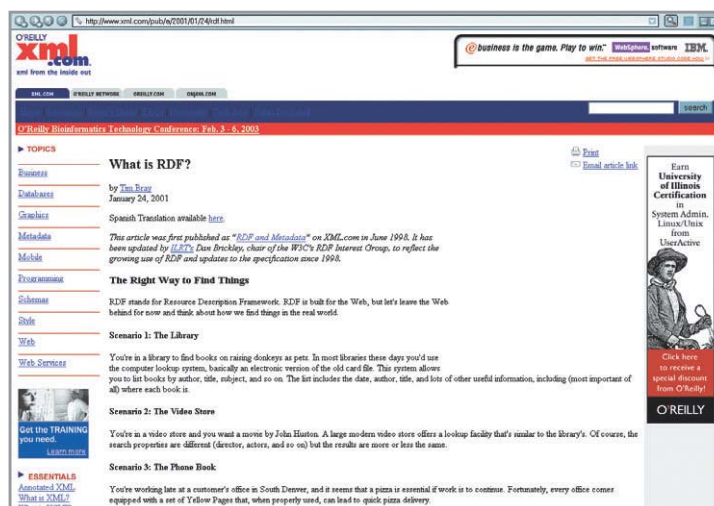 http://www.xml.com/pub/a/2001/01/24/rdf.html
O'REILLY
xml.com
xml from the inside out
e business is the game. Play to win.™ WebSphere. software IBM.
XML.COM O'REILLY NETWORK OREILLY.COM
search
O'Reilly Bioinformatics Technology Conference: Feb. 3 - 6, 2003
TOPICS
Business
Databases
Graphics
Metadata
Mobile
Programming
Schemas
Style
Web
Web Services
Get the TRAINING
you need.
Learn more
ESSENTIALS
Annotated XML
What is XML?
What is RDF?
Print
Email article link
by Tim Bray
January 24, 2001
Spanish Translation available here.
This article was first published as "RDF and Metadata" on XML.com in June 1998. It has
been updated by ILRT's Dan Brickley, chair of the W3C's RDF Interest Group, to reflect the
growing use of RDF and updates to the specification since 1998.
The Right Way to Find Things
RDF stands for Resource Description Framework. RDF is built for the Web, but let's leave the Web
behind for now and think about how we find things in the real world.
Scenario 1: The Library
You're in a library to find books on raising donkeys as pets. In most libraries these days you'd use
the computer lookup system, basically an electronic version of the old card file. This system allows
you to list books by author, title, subject, and so on. The list includes the date, author, title, and lots of other useful information, including (most important of
all) where each book is.
Scenario 2: The Video Store
You're in a video store and you want a movie by John Huston. A large modern video store offers a lookup facility that's similar to the library's. Of course, the
search properties are different (director, actors, and so on) but the results are more or less the same.
Scenario 3: The Phone Book
You're working late at a customer's office in South Denver, and it seems that a pizza is essential if work is to continue. Fortunately, every office comes
equipped with a set of Yellow Pages that, when properly used, can lead to quick pizza delivery.
Earn
University
of Illinois
Certification
in
System Admin.
Linux/Unix
from
UserActive
Click here
to receive a
special discount
from O'Reilly!
O'REILLY